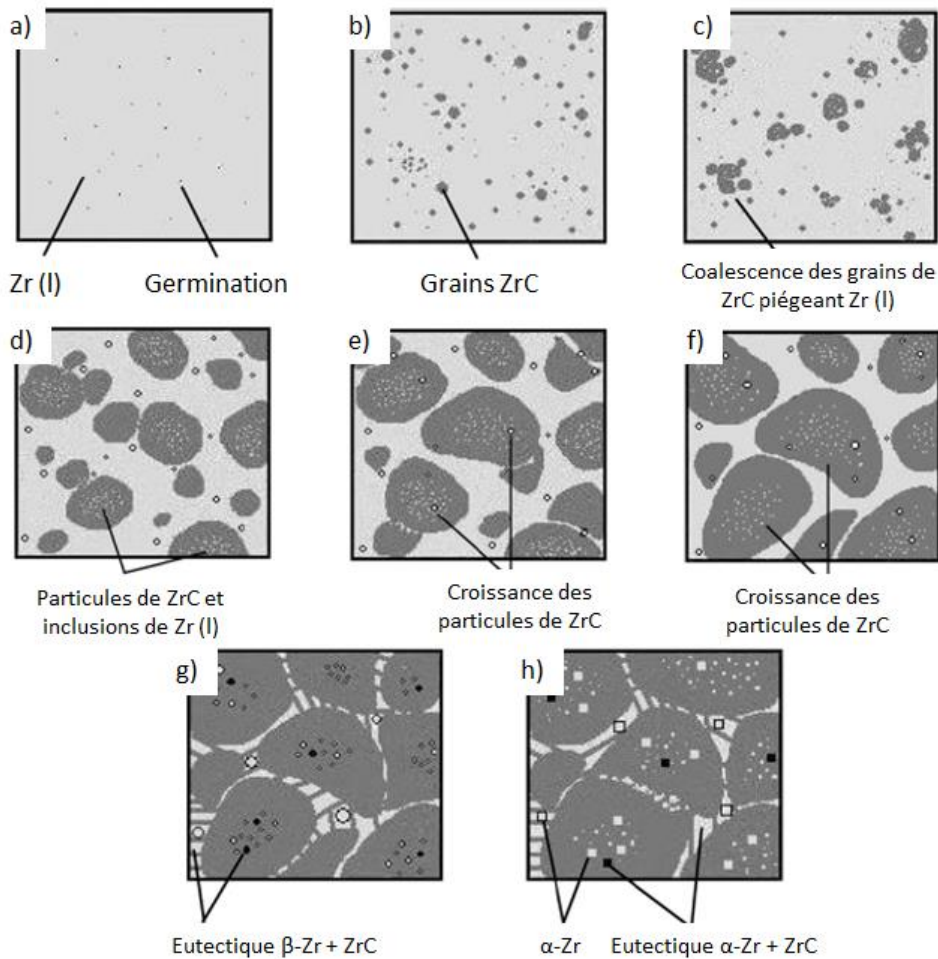 a)
b)
c)
Zr (l)
Germination
Grains ZrC
Coalescence des grains de
ZrC piégeant Zr (l)
d)
e)
f)
Particules de ZrC et
inclusions de Zr (l)
Croissance des
particules de ZrC
Croissance des
particules de ZrC
g)
h)
Eutectique β-Zr + ZrC
α-Zr
Eutectique α-Zr + ZrC